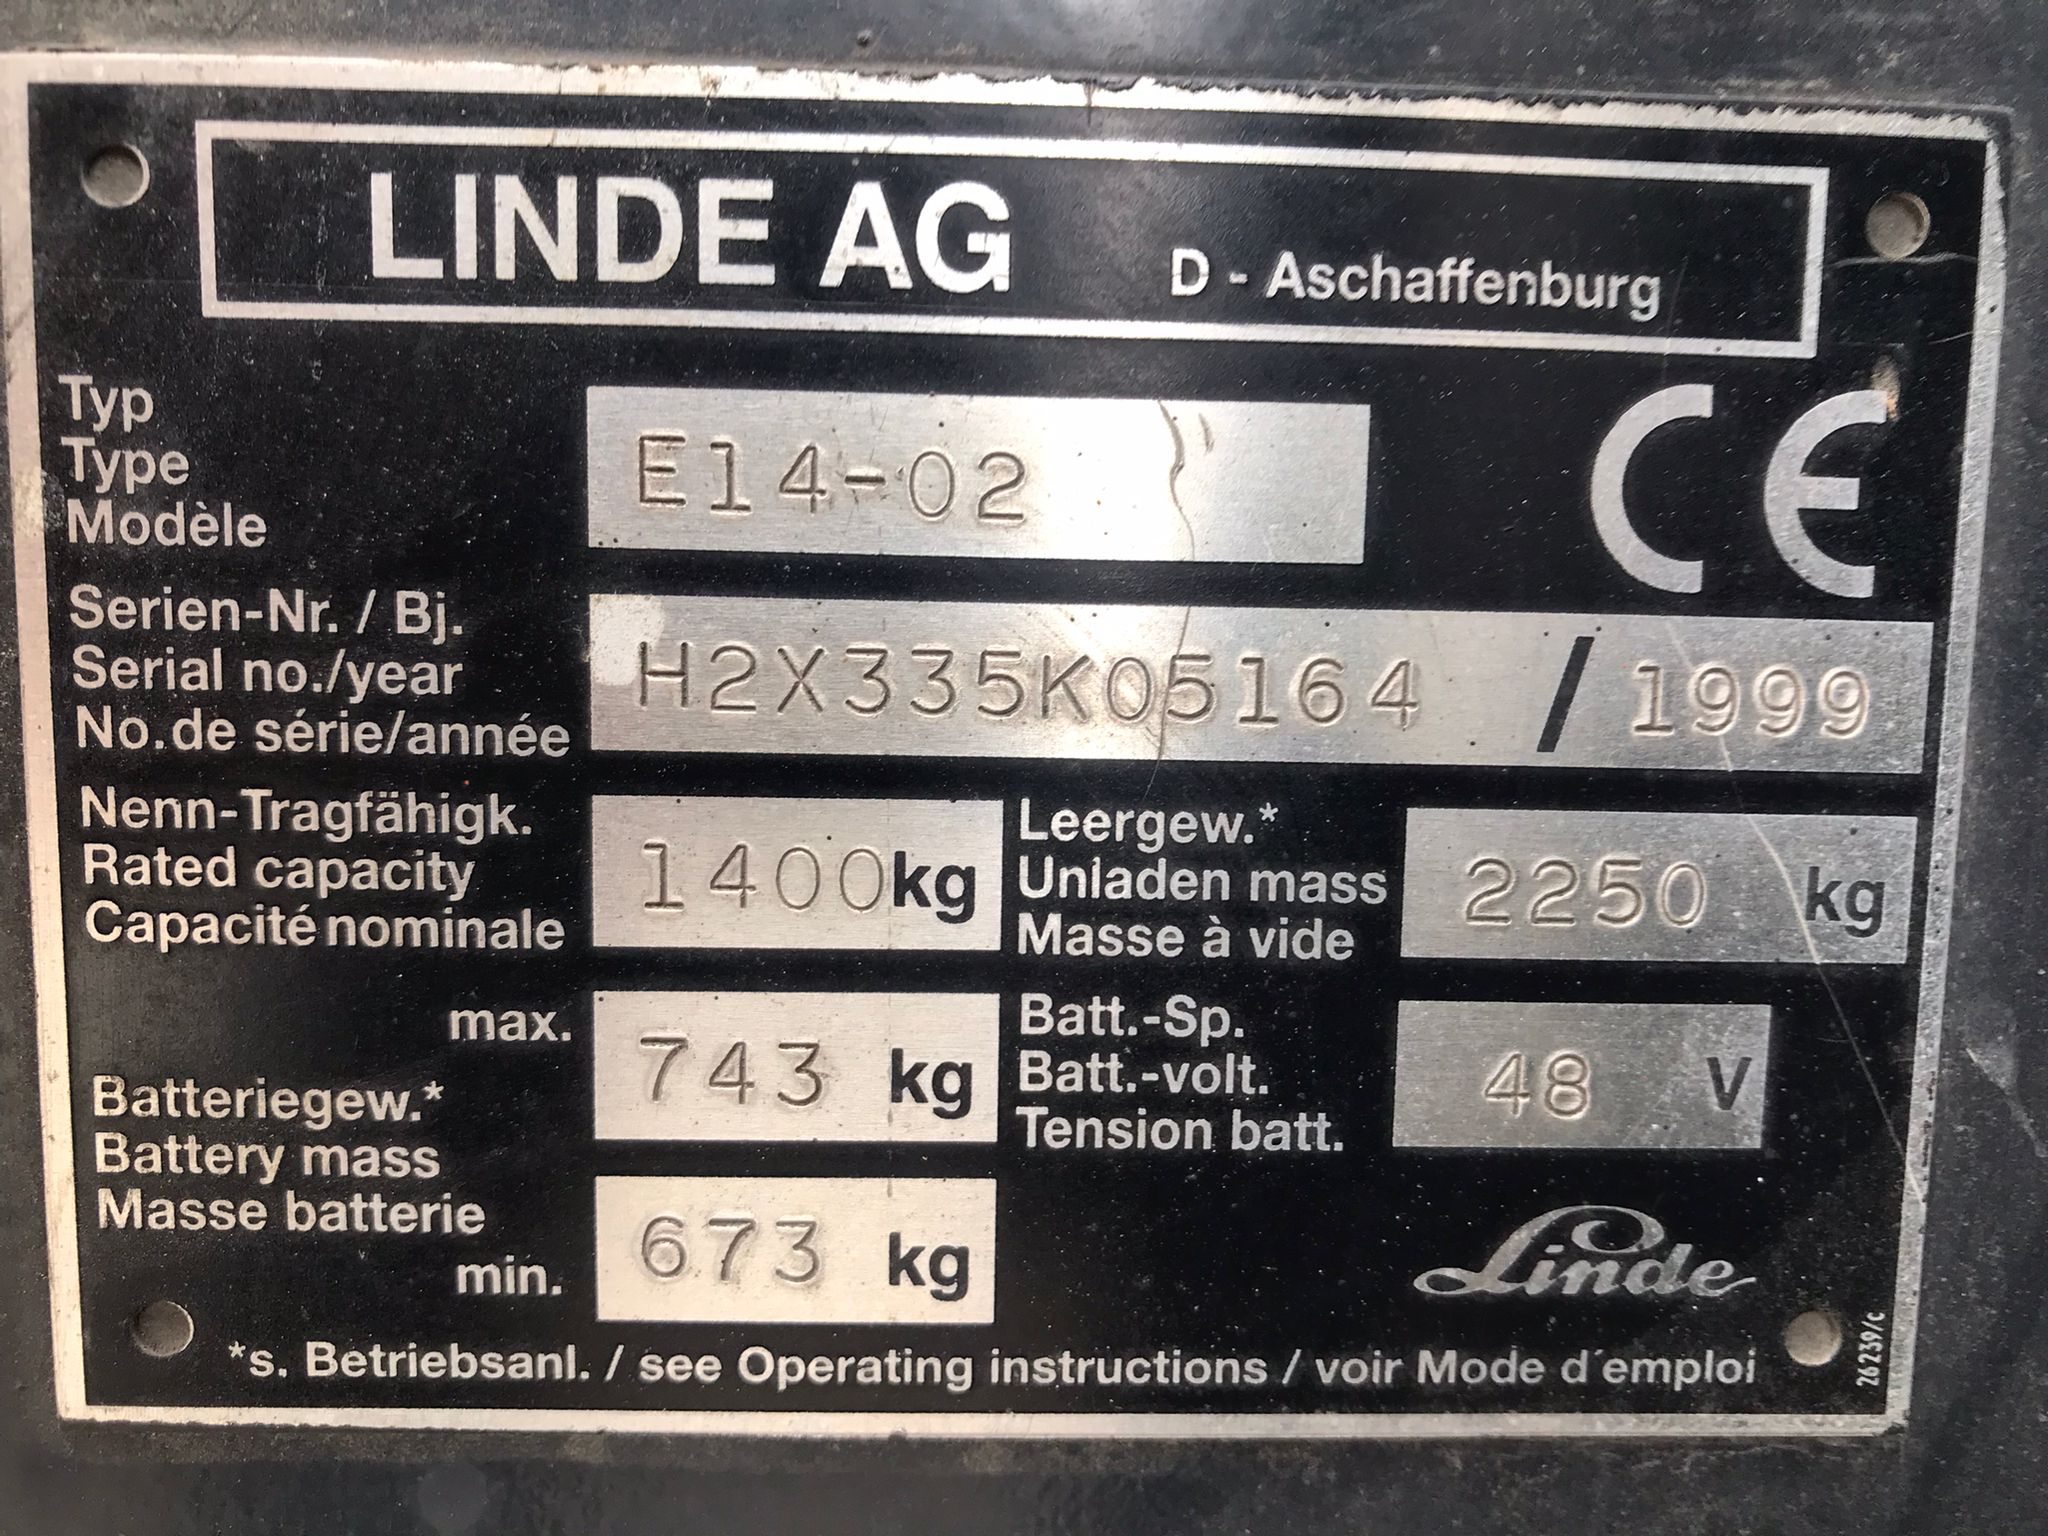 LINDE AG D - Aschaffenburg
Typ
Type
Modèle
E14-02
CE
Serien-Nr. / Bj.
Serial no./year
No.de série/année
H2X335K05164 / 1999
Nenn-Tragfähigk.
Rated capacity
Capacité nominale
1400 kg
Leergew.*
Unladen mass
Masse à vide
2250 kg
max.
743 kg
Batteriegew.*
Battery mass
Masse batterie
min.
673 kg
Batt.-Sp.
Batt.-volt.
Tension batt.
48 V
Linde
*s. Betriebsanl. / see Operating instructions / voir Mode d'emploi
26239/c